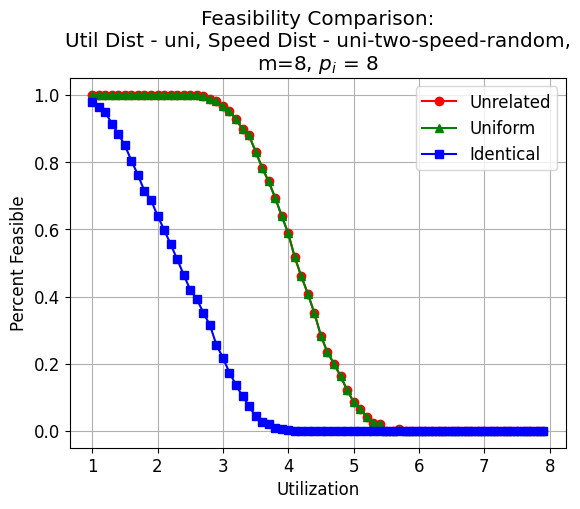 Feasibility Comparison:
Util Dist - uni, Speed Dist - uni-two-speed-random,
m=8, p_i = 8
Percent Feasible
1.0
0.8
0.6
0.4
0.2
0.0
Unrelated
Uniform
Identical
1 2 3 4 5 6 7 8
Utilization